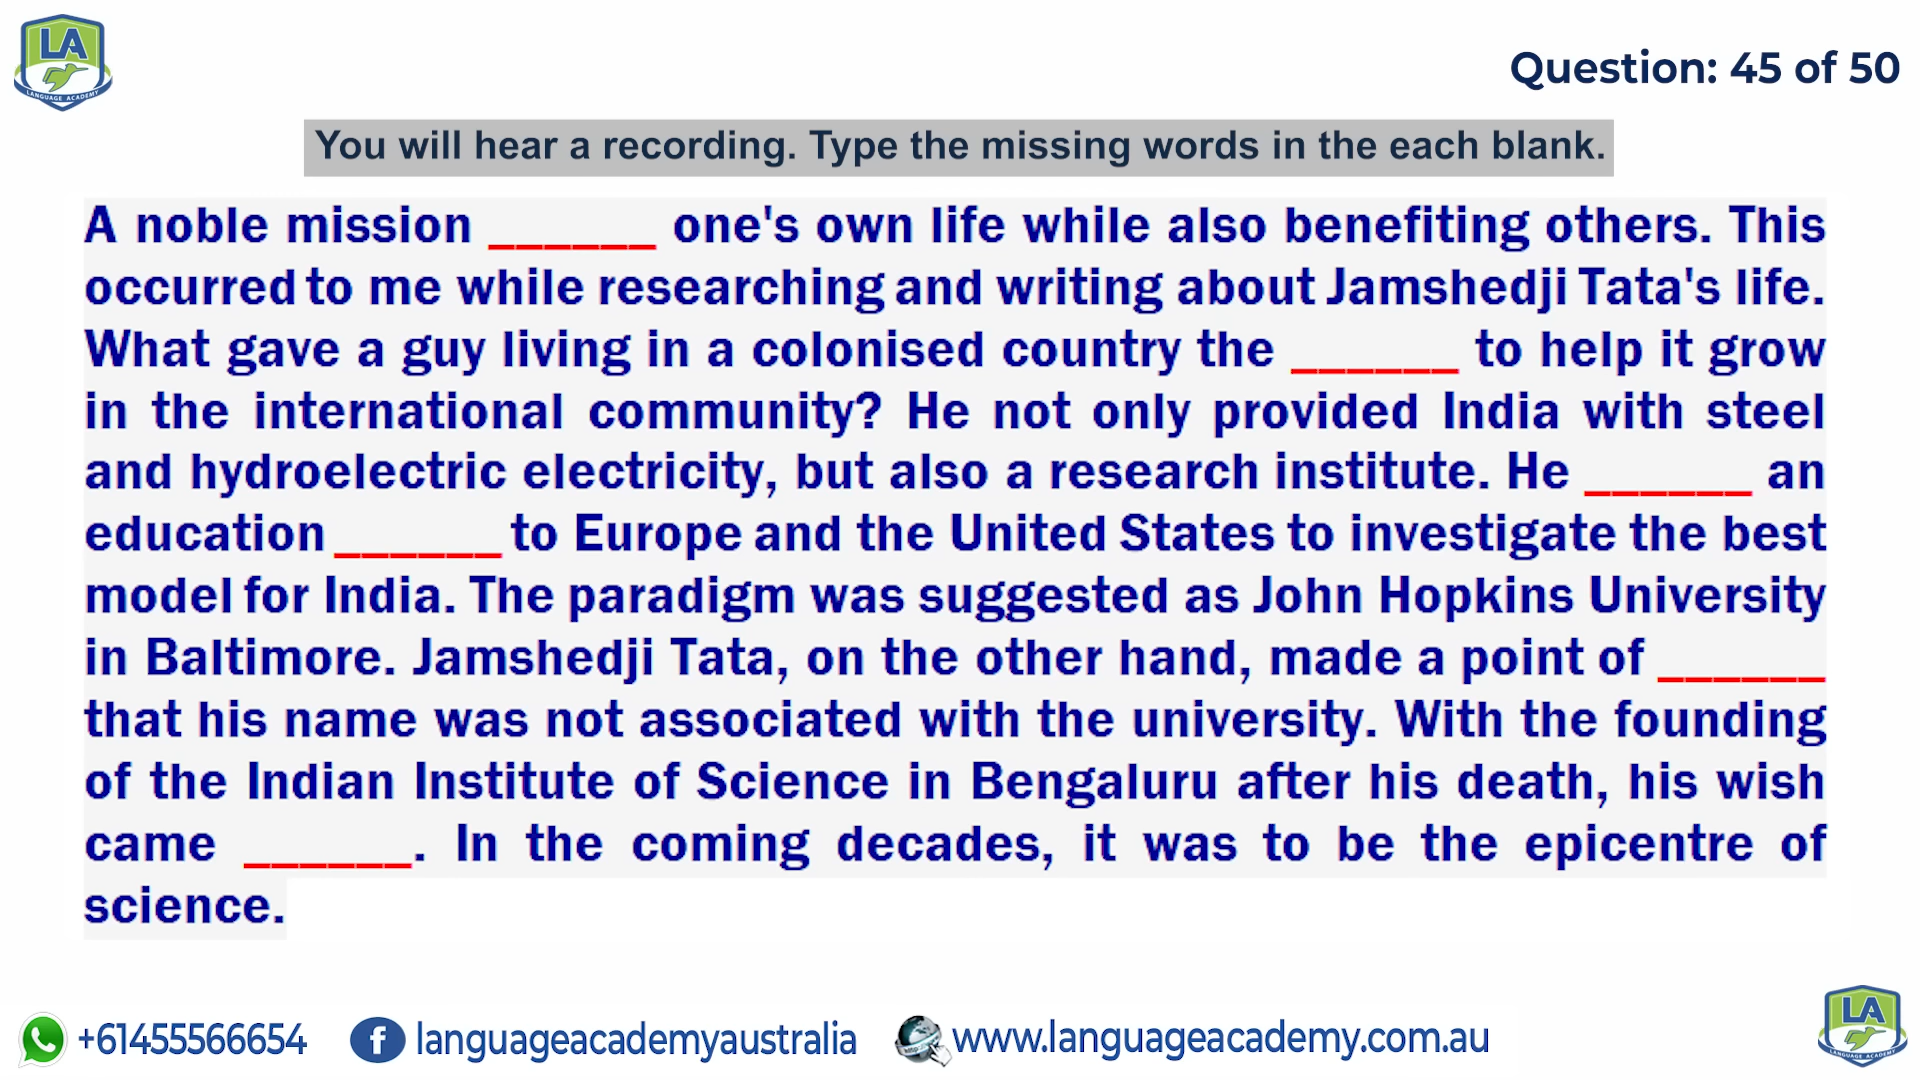 LA
LANGUAGE ACADEMY
Question: 45 of 50
You will hear a recording. Type the missing words in the each blank.
A noble mission ______ one's own life while also benefiting others. This
occurred to me while researching and writing about Jamshedji Tata's life.
What gave a guy living in a colonised country the ______ to help it grow
in the international community? He not only provided India with steel
and hydroelectric electricity, but also a research institute. He ______ an
education ______ to Europe and the United States to investigate the best
model for India. The paradigm was suggested as John Hopkins University
in Baltimore. Jamshedji Tata, on the other hand, made a point of ______
that his name was not associated with the university. With the founding
of the Indian Institute of Science in Bengaluru after his death, his wish
came ______. In the coming decades, it was to be the epicentre of
science.
+61455566654
f languageacademyaustralia
http:// www.languageacademy.com.au
LA
LANGUAGE ACADEMY